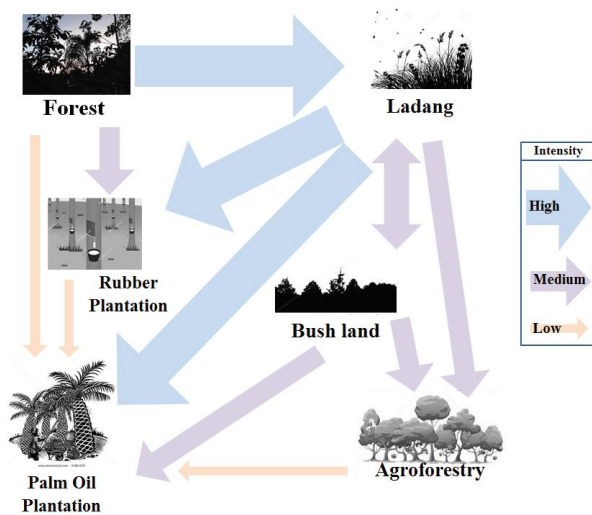 Forest
Ladang
Intensity
High
Medium
Low
Rubber
Plantation
Bush land
Agroforestry
Palm Oil
Plantation